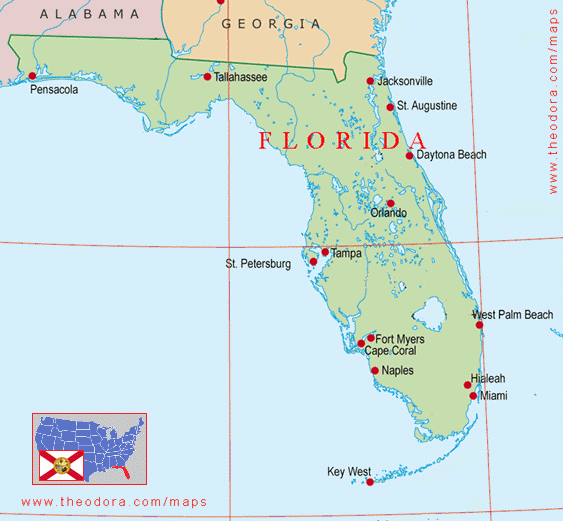 ALABAMA
GEORGIA
Pensacola
Tallahassee
Jacksonville
St. Augustine
FLORIDA
Daytona Beach
Orlando
Tampa
St. Petersburg
West Palm Beach
Fort Myers
Cape Coral
Naples
Hialeah
Miami
Key West
www.theodora.com/maps
www.theodora.com/maps